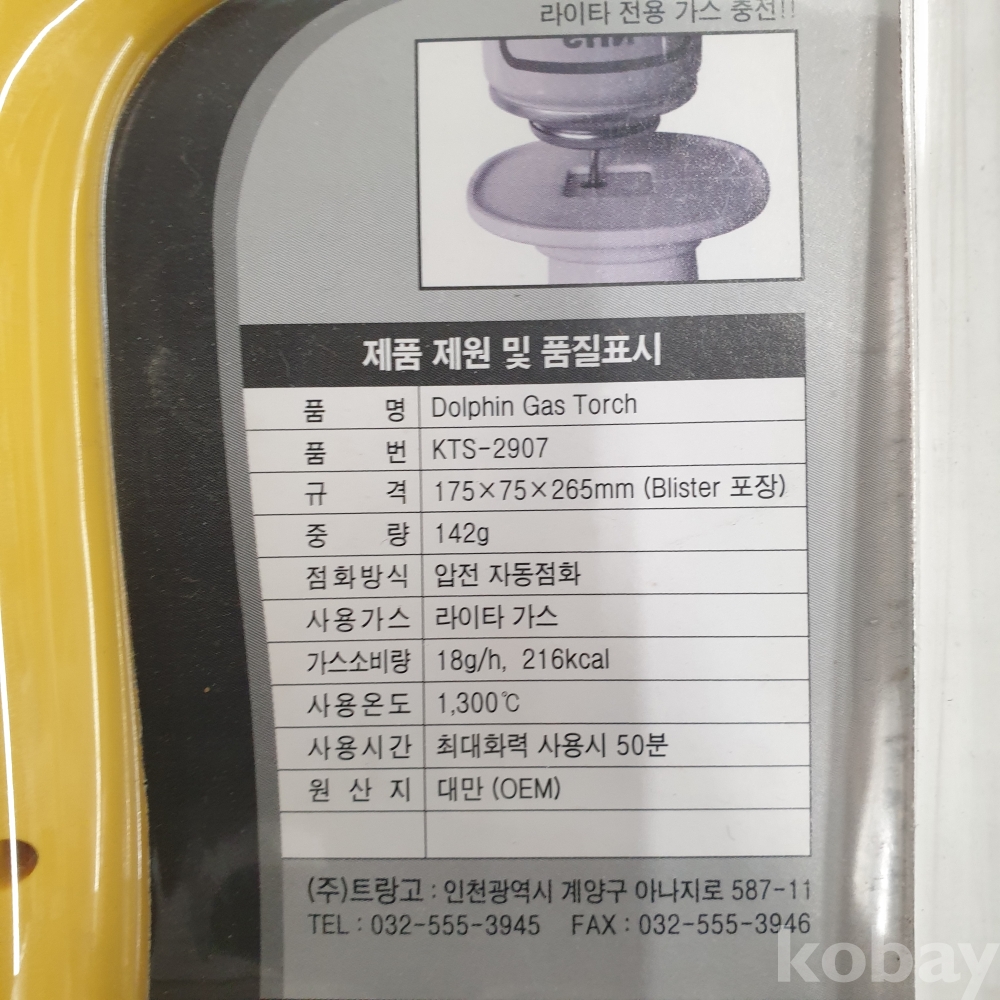 라이타 전용 가스 충전!!
제품 제원 및 품질표시
품 명 Dolphin Gas Torch
품 번 KTS-2907
규 격 175×75×265mm (Blister 포장)
중 량 142g
점화방식 압전 자동점화
사용가스 라이타 가스
가스소비량 18g/h, 216kcal
사용온도 1,300℃
사용시간 최대화력 사용시 50분
원 산 지 대만 (OEM)
(주)트랑고 : 인천광역시 계양구 아나지로 587-11
TEL : 032-555-3945 FAX : 032-555-3946
kobay